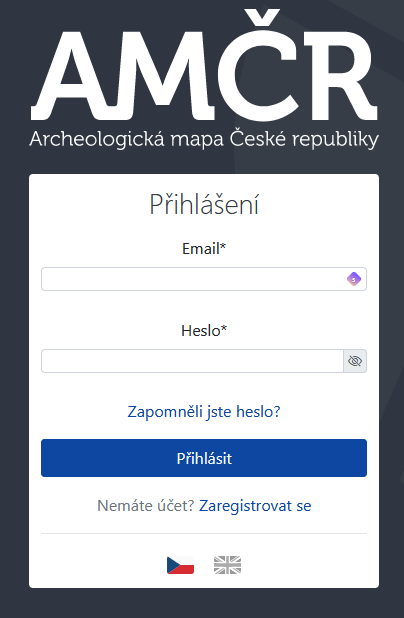 AMČR
Archeologická mapa České republiky
Přihlášení
Email*
Heslo*
Zapomněli jste heslo?
Přihlásit
Nemáte účet? Zaregistrovat se